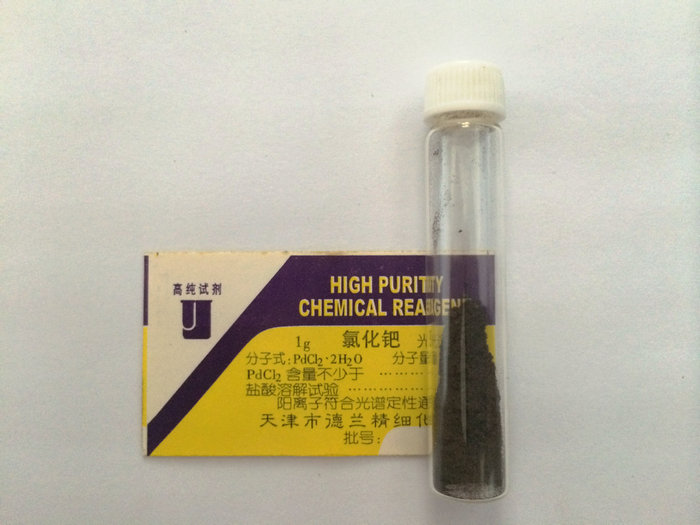 高纯试剂
HIGH PURITY
CHEMICAL REAGENT
1g 氯化钯 光
分子式:PdCl₂·2H₂O 分子量
PdCl₂ 含量不少于 ………
盐酸溶解试验 …………
阳离子符合光谱定性
天津市德兰精细
批号: